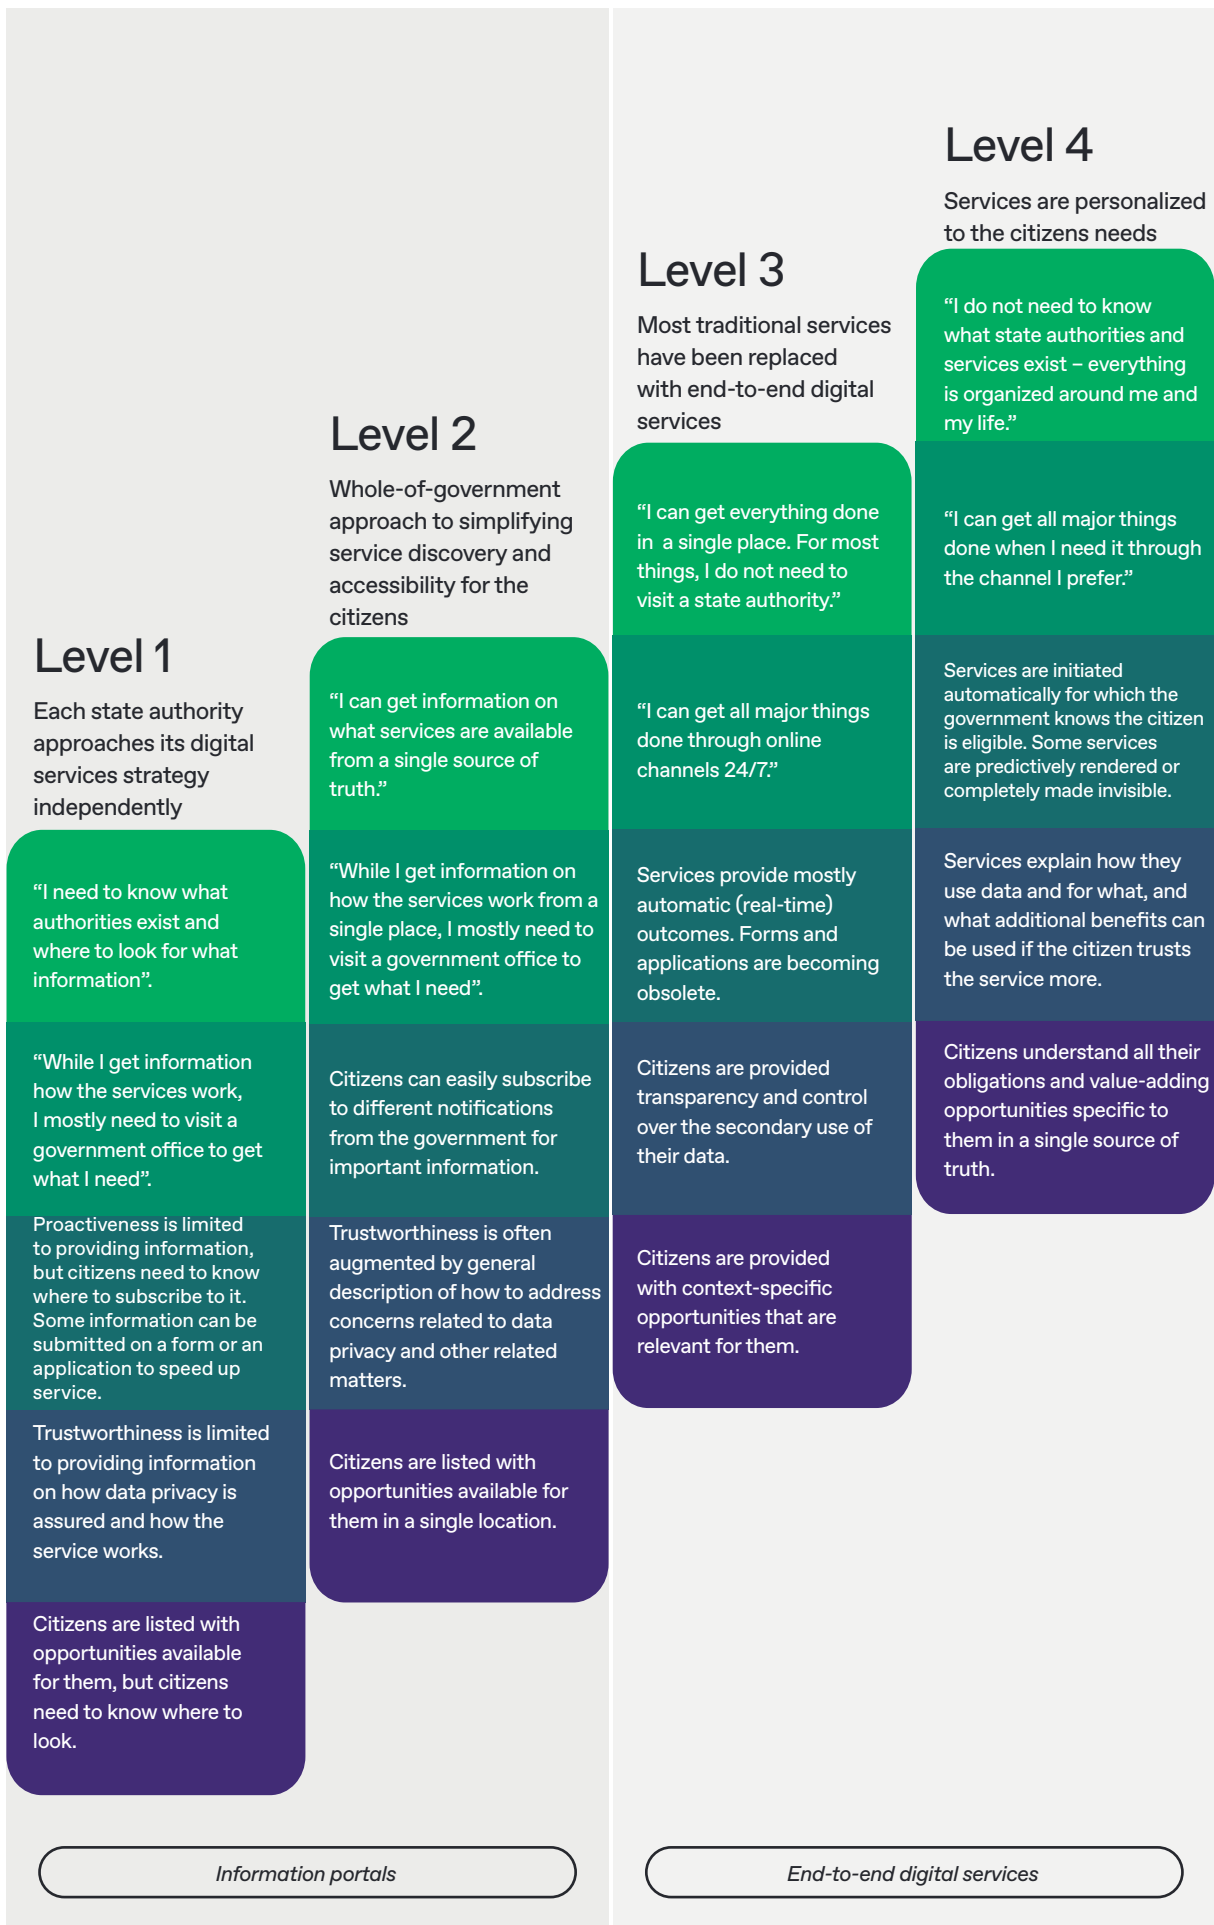 Level 1
Each state authority
approaches its digital
services strategy
independently
“I need to know what
authorities exist and
where to look for what
information”.
“While I get information
how the services work,
I mostly need to visit a
government office to get
what I need”.
Proactiveness is limited
to providing information,
but citizens need to know
where to subscribe to it.
Some information can be
submitted on a form or an
application to speed up
service.
Trustworthiness is limited
to providing information
on how data privacy is
assured and how the
service works.
Citizens are listed with
opportunities available
for them, but citizens
need to know where to
look.
Level 2
Whole-of-government
approach to simplifying
service discovery and
accessibility for the
citizens
“I can get information on
what services are available
from a single source of
truth.”
“While I get information on
how the services work from a
single place, I mostly need to
visit a government office to
get what I need”.
Citizens can easily subscribe
to different notifications
from the government for
important information.
Trustworthiness is often
augmented by general
description of how to address
concerns related to data
privacy and other related
matters.
Citizens are listed with
opportunities available for
them in a single location.
Level 3
Most traditional services
have been replaced
with end-to-end digital
services
“I can get everything done
in a single place. For most
things, I do not need to
visit a state authority.”
“I can get all major things
done through online
channels 24/7.”
Services provide mostly
automatic (real-time)
outcomes. Forms and
applications are becoming
obsolete.
Citizens are provided
transparency and control
over the secondary use of
their data.
Citizens are provided
with context-specific
opportunities that are
relevant for them.
Level 4
Services are personalized
to the citizens needs
“I do not need to know
what state authorities and
services exist – everything
is organized around me and
my life.”
“I can get all major things
done when I need it through
the channel I prefer.”
Services are initiated
automatically for which the
government knows the citizen
is eligible. Some services
are predictively rendered or
completely made invisible.
Services explain how they
use data and for what, and
what additional benefits can
be used if the citizen trusts
the service more.
Citizens understand all their
obligations and value-adding
opportunities specific to
them in a single source of
truth.
Information portals
End-to-end digital services